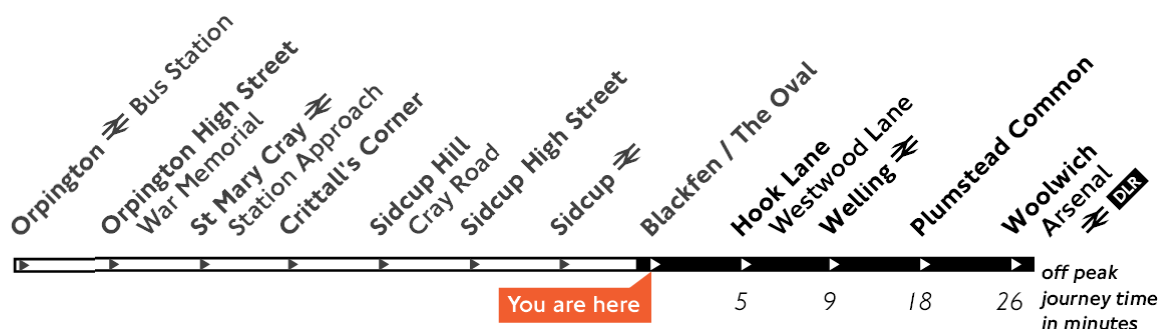 Orpington Bus Station
Orpington High Street
War Memorial
St Mary Cray
Station Approach
Crittall's Corner
Sidcup Hill
Cray Road
Sidcup High Street
Sidcup
Blackfen / The Oval
Hook Lane
Westwood Lane
Welling
Plumstead Common
Woolwich
Arsenal
DLR
You are here
5 9 18 26
off peak
journey time
in minutes